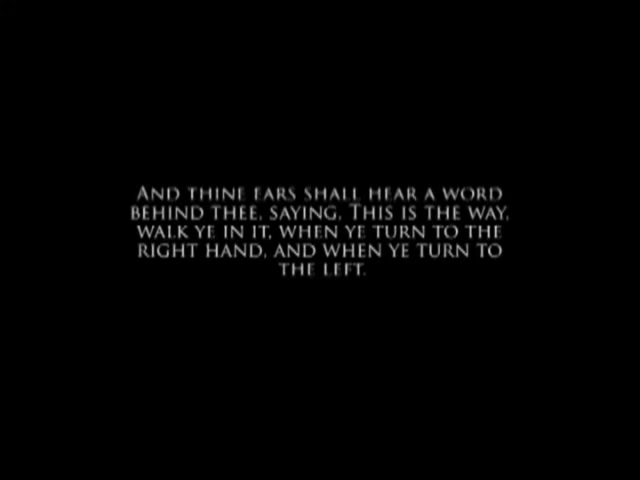 AND THINE EARS SHALL HEAR A WORD
BEHIND THEE, SAYING, THIS IS THE WAY,
WALK YE IN IT, WHEN YE TURN TO THE
RIGHT HAND, AND WHEN YE TURN TO
THE LEFT.